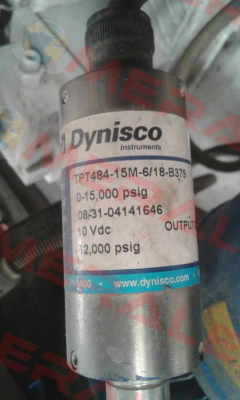 Dynisco
Instruments
TPT484-15M-6/18-B379
0-15,000 psig
08-31-04141646
10 Vdc OUTPUT
12,000 psig
www.dynisco.com